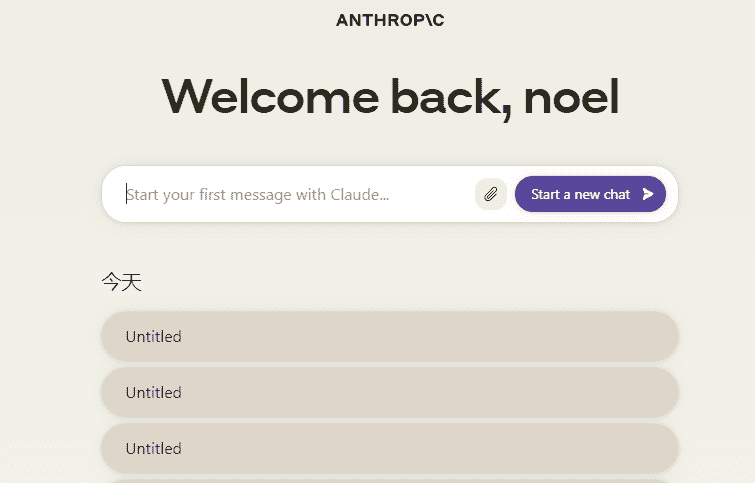 ANTHROP\C
Welcome back, noel
Start your first message with Claude...
Start a new chat
今天
Untitled
Untitled
Untitled